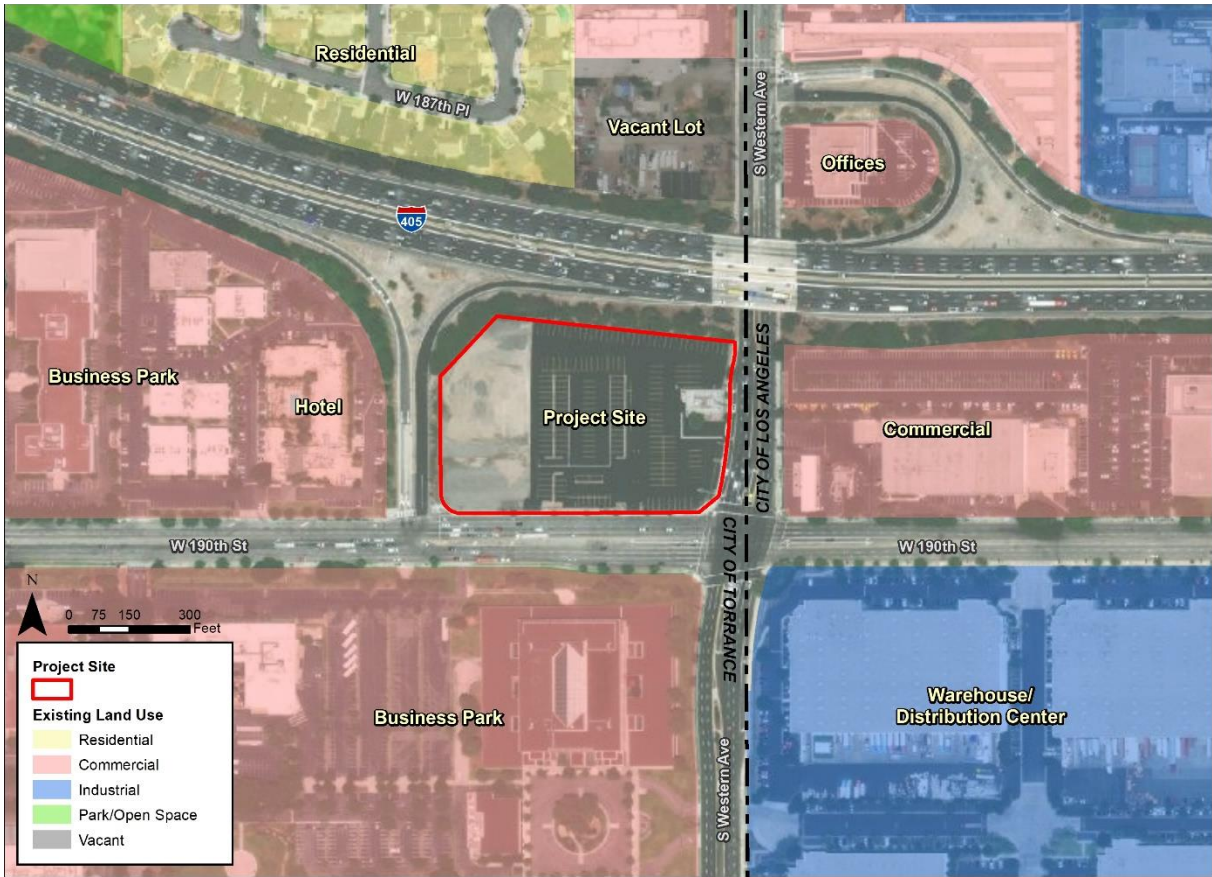 Residential
W 187th Pl
Vacant Lot
S Western Ave
Offices
405
Business Park
Hotel
Project Site
CITY OF LOS ANGELES
Commercial
W 190th St
CITY OF TORRANCE
W 190th St
N
0 75 150 300
Feet
Project Site
Existing Land Use
Residential
Commercial
Industrial
Park/Open Space
Vacant
Business Park
S Western Ave
Warehouse/
Distribution Center